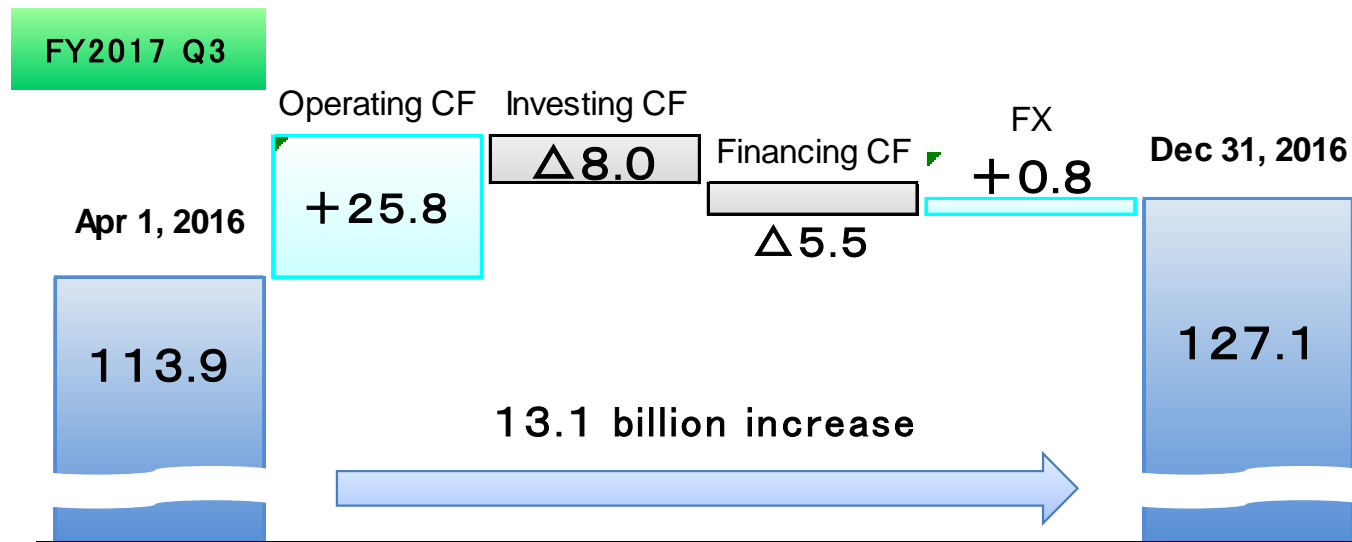 FY2017 Q3
Operating CF
Investing CF
Financing CF
FX
Dec 31, 2016
Apr 1, 2016
+25.8
△8.0
△5.5
+0.8
113.9
127.1
13.1 billion increase